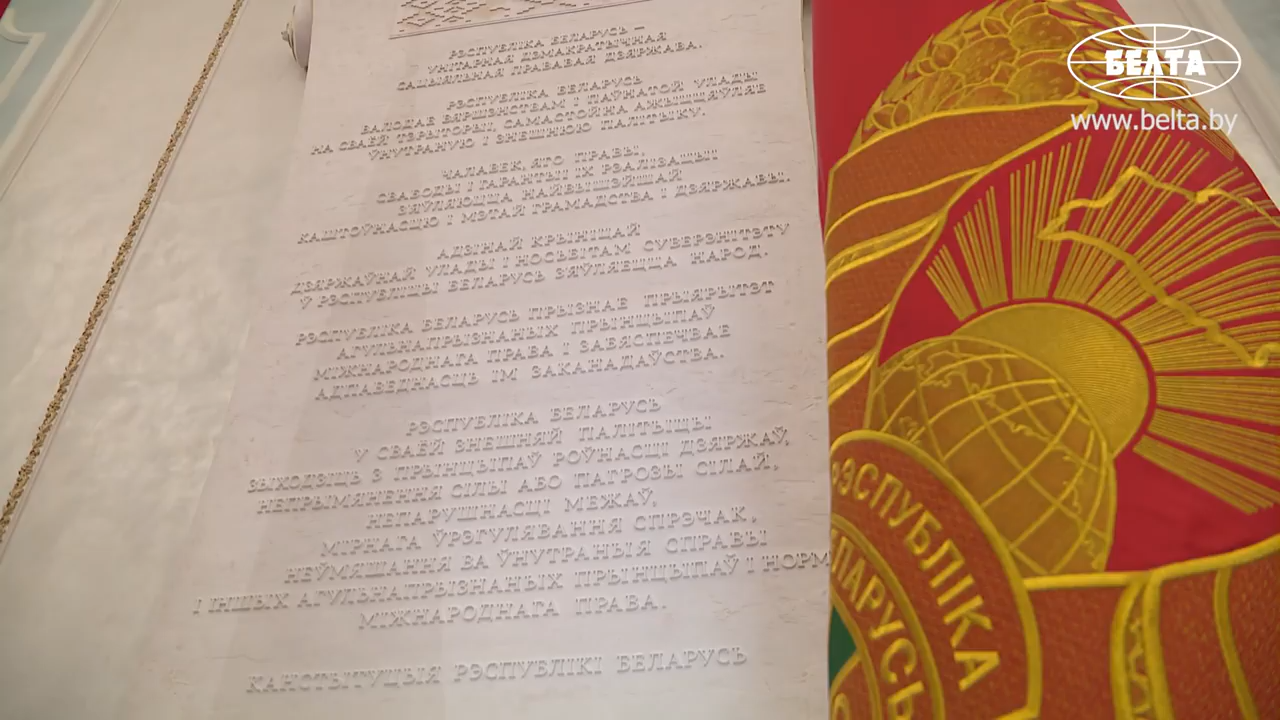 РЭСПУБЛІКА БЕЛАРУСЬ –
УНІТАРНАЯ ДЭМАКРАТЫЧНАЯ
САЦЫЯЛЬНАЯ ПРАВАВАЯ ДЗЯРЖАВА.
РЭСПУБЛІКА БЕЛАРУСЬ
ВАЛОДАЕ ВЯРШЭНСТВАМ І ПАЎНАТОЙ УЛАДЫ
НА СВАЁЙ ТЭРЫТОРЫІ, САМАСТОЙНА АЖЫЦЦЯЎЛЯЕ
ЎНУТРАНУЮ І ЗНЕШНЮЮ ПАЛІТЫКУ.
ЧАЛАВЕК, ЯГО ПРАВЫ,
СВАБОДЫ І ГАРАНТЫІ ІХ РЭАЛІЗАЦЫІ
ЗЯЎЛЯЮЦЦА НАЙВЫШЭЙШАЙ
КАШТОЎНАСЦЮ І МЭТАЙ ГРАМАДСТВА І ДЗЯРЖАВЫ.
АДЗІНАЙ КРЫНІЦАЙ
ДЗЯРЖАЎНАЙ УЛАДЫ І НОСЬБІТАМ СУВЕРЭНІТЭТУ
Ў РЭСПУБЛІЦЫ БЕЛАРУСЬ ЗЯЎЛЯЕЦЦА НАРОД.
РЭСПУБЛІКА БЕЛАРУСЬ ПРЫЗНАЕ ПРЫЯРЫТЭТ
АГУЛЬНАПРЫЗНАНЫХ ПРЫНЦЫПАЎ
МІЖНАРОДНАГА ПРАВА І ЗАБЯСПЕЧВАЕ
АДПАВЕДНАСЦЬ ІМ ЗАКАНАДАЎСТВА.
РЭСПУБЛІКА БЕЛАРУСЬ
У СВАЁЙ ЗНЕШНЯЙ ПАЛІТЫЦЫ
ЗЫХОДЗІЦЬ З ПРЫНЦЫПАЎ РОЎНАСЦІ ДЗЯРЖАЎ,
НЕПРЫМЯНЕННЯ СІЛЫ АБО ПАГРОЗЫ СІЛАЙ,
НЕПАРУШНАСЦІ МЕЖАЎ,
МІРНАГА ЎРЭГУЛЯВАННЯ СПРЭЧАК,
НЕЎМЯШАННЯ ВА ЎНУТРАНЫЯ СПРАВЫ
І ІНШЫХ АГУЛЬНАПРЫЗНАНЫХ ПРЫНЦЫПАЎ І НОРМ
МІЖНАРОДНАГА ПРАВА.
КАНСТЫТУЦЫЯ РЭСПУБЛІКІ БЕЛАРУСЬ
РЭСПУБЛІКА
ЛАРУСЬ
БЕЛТА
www.belta.by